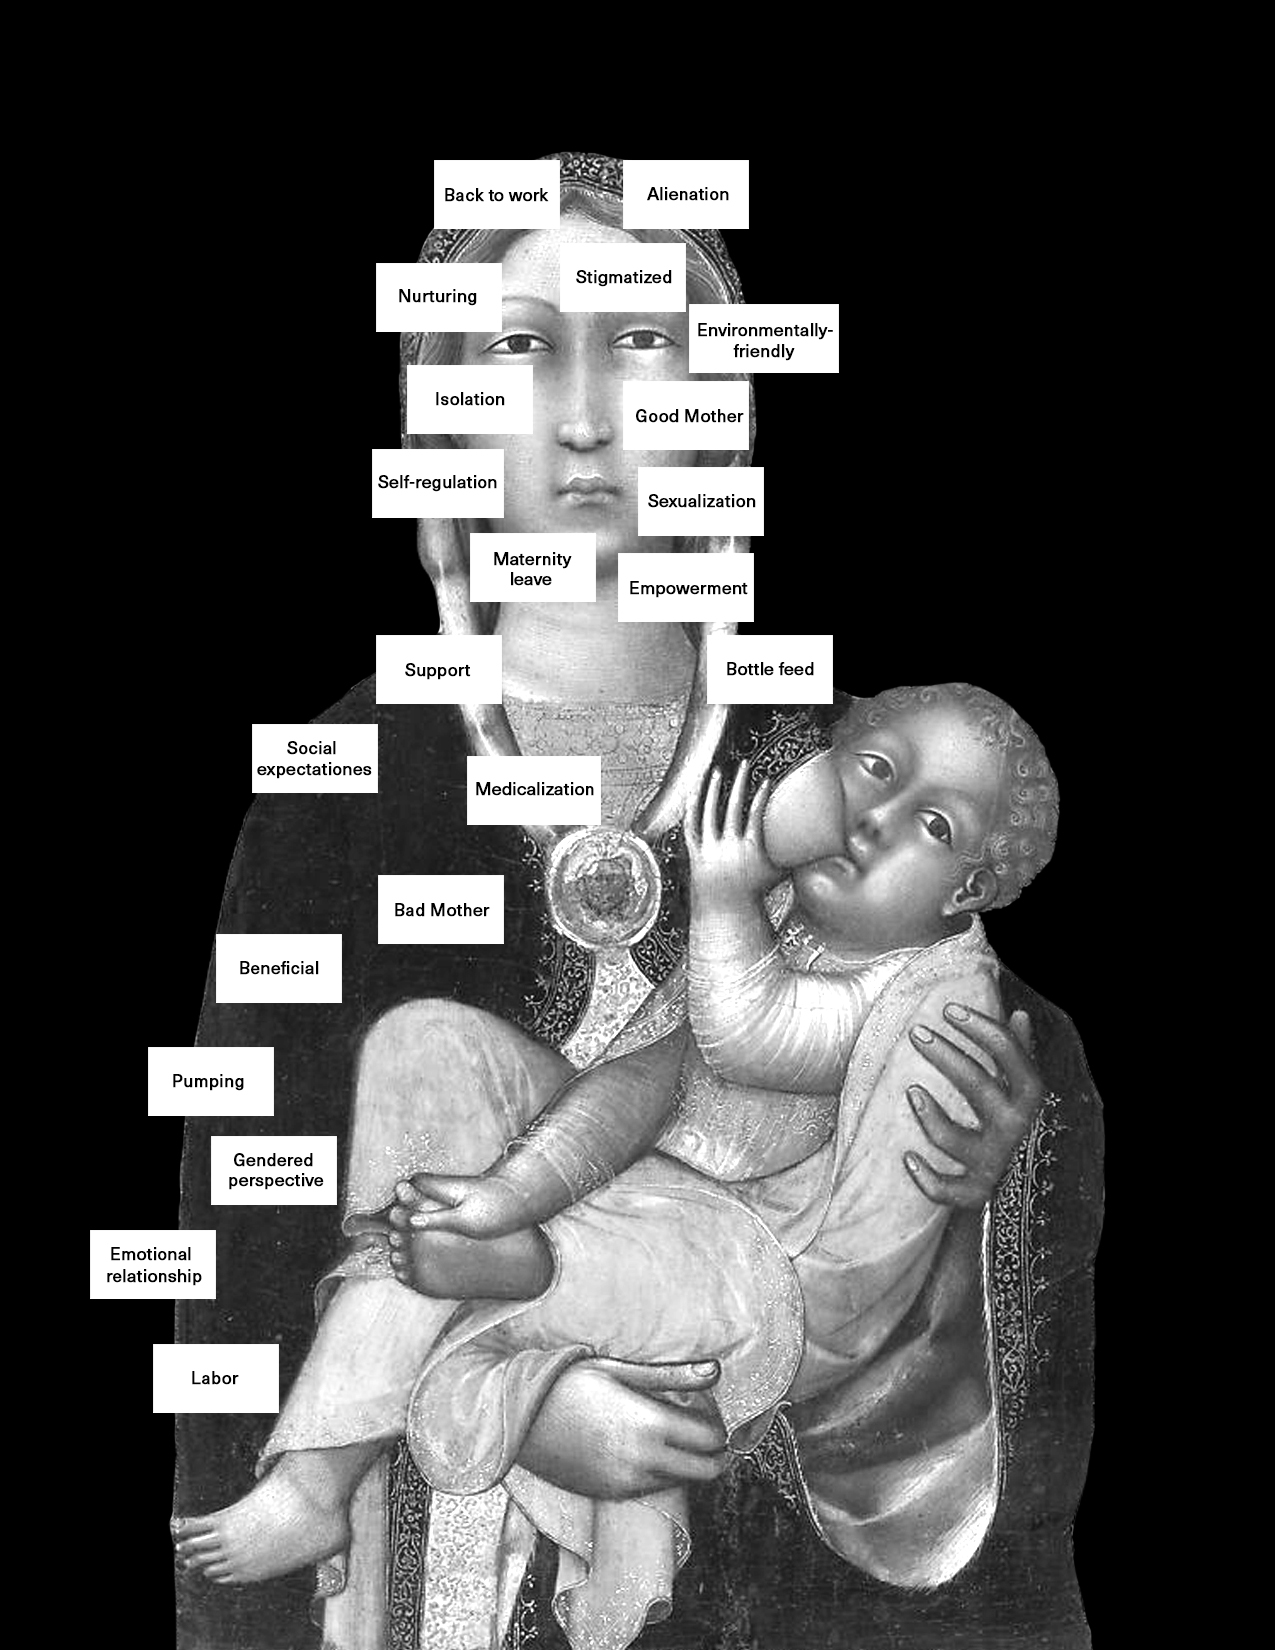 Back to work
Alienation
Stigmatized
Nurturing
Environmentally-
friendly
Isolation
Good Mother
Self-regulation
Sexualization
Maternity
leave
Empowerment
Support
Bottle feed
Social
expectationes
Medicalization
Bad Mother
Beneficial
Pumping
Gendered
perspective
Emotional
relationship
Labor